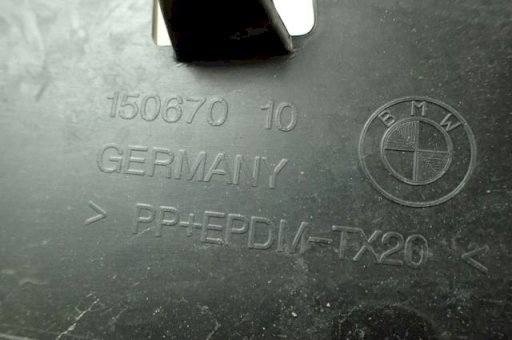 150670 10
BMW
GERMANY
> PP+EPDM-TX20 <